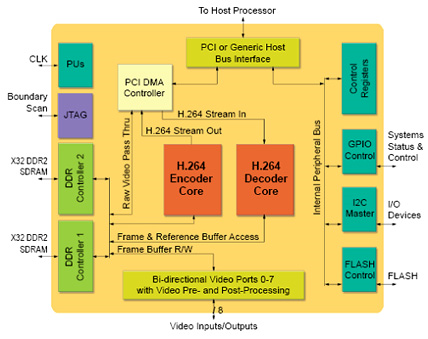 To Host Processor
CLK
PUs
PCI or Generic Host
Bus Interface
PCI DMA
Controller
Control
Registers
Boundary
Scan
JTAG
H.264 Stream In
H.264 Stream Out
Raw Video Pass Thru
Internal Peripheral Bus
GPIO
Control
Systems
Status &
Control
X32 DDR2
SDRAM
DDR
Controller 2
H.264
Encoder
Core
H.264
Decoder
Core
I2C
Master
I/O
Devices
X32 DDR2
SDRAM
DDR
Controller 1
Frame & Reference Buffer Access
Frame Buffer R/W
FLASH
Control
FLASH
Bi-directional Video Ports 0-7
with Video Pre- and Post-Processing
8
Video Inputs/Outputs